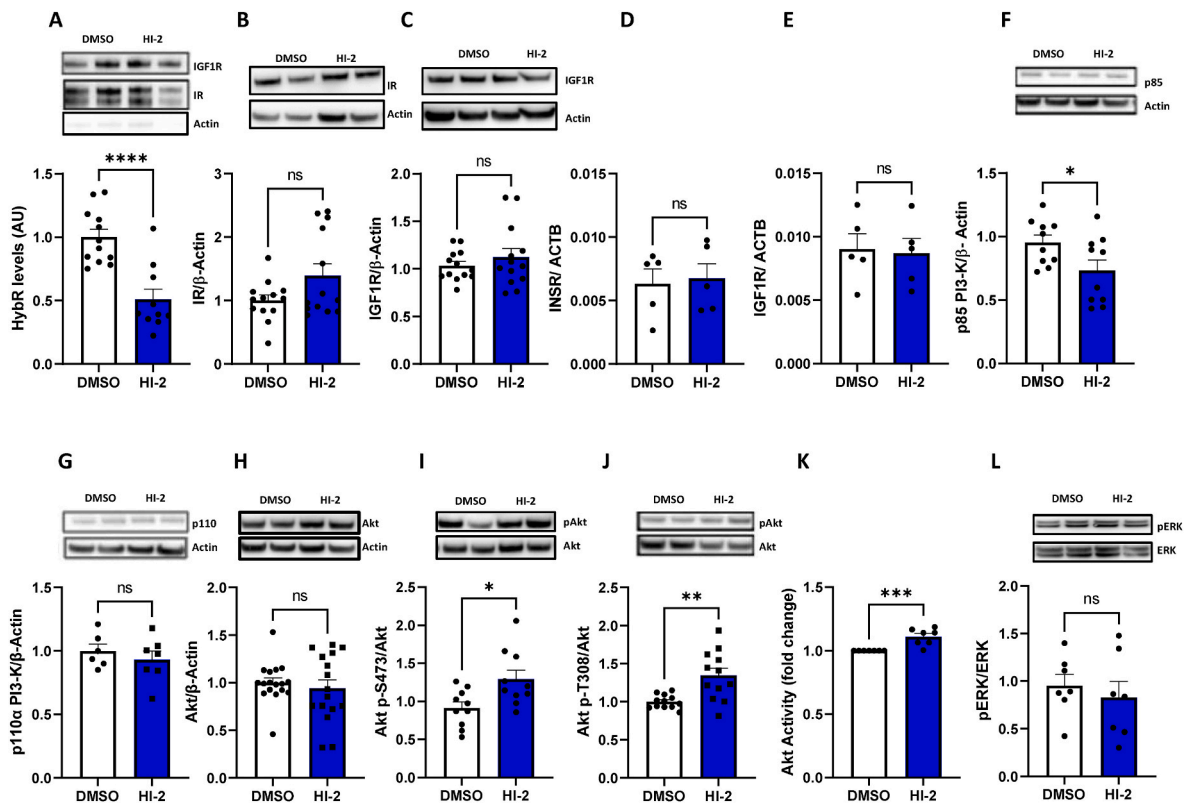 A
DMSO HI-2
IGF1R
IR
Actin
****
HybR levels (AU)
1.5
1.0
0.5
0.0
DMSO HI-2
B
DMSO HI-2
IR
Actin
ns
IR/β-Actin
3
2
1
0
DMSO HI-2
C
DMSO HI-2
IGF1R
Actin
ns
IGF1R/β-Actin
2.0
1.5
1.0
0.5
0.0
DMSO HI-2
D
ns
INSR/ ACTB
0.015
0.010
0.005
0.000
DMSO HI-2
E
ns
IGF1R/ ACTB
0.015
0.010
0.005
0.000
DMSO HI-2
F
p85
Actin
*
p85 PI3-K/β- Actin
1.5
1.0
0.5
0.0
DMSO HI-2
DMSO HI-2
G
DMSO HI-2
p110
Actin
ns
p110α PI3-K/β-Actin
1.5
1.0
0.5
0.0
DMSO HI-2
H
DMSO HI-2
Akt
Actin
ns
Akt/β-Actin
2.0
1.5
1.0
0.5
0.0
DMSO HI-2
I
DMSO HI-2
pAkt
Akt
*
Akt p-S473/Akt
2.5
2.0
1.5
1.0
0.5
0.0
DMSO HI-2
J
DMSO HI-2
pAkt
Akt
**
Akt p-T308/Akt
2.5
2.0
1.5
1.0
0.5
0.0
DMSO HI-2
K
***
Akt Activity (fold change)
1.5
1.0
0.5
0.0
DMSO HI-2
L
DMSO HI-2
pERK
ERK
ns
pERK/ERK
2.0
1.5
1.0
0.5
0.0
DMSO HI-2